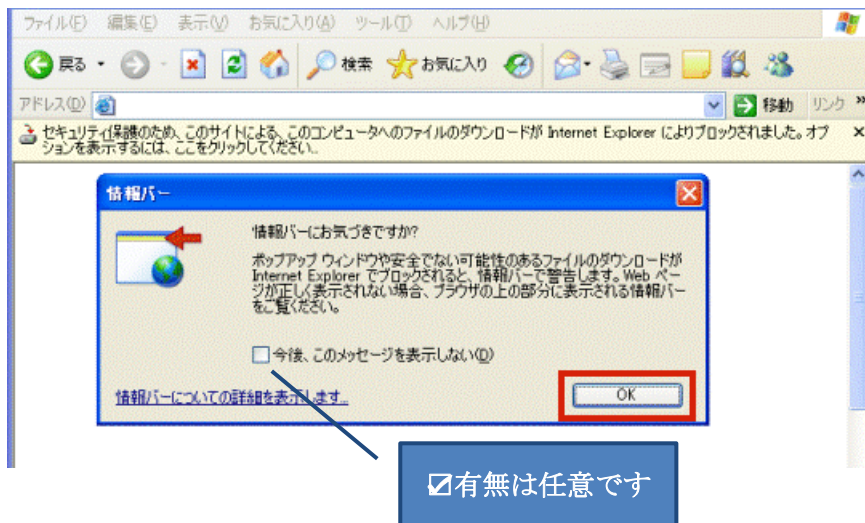 ファイル(F) 編集(E) 表示(V) お気に入り(A) ツール(T) ヘルプ(H)
戻る 検索 お気に入り
アドレス(D) 移動 リンク »
セキュリティ保護のため、このサイトによる、このコンピュータへのファイルのダウンロードが Internet Explorer によりブロックされました。オプ
ションを表示するには、ここをクリックしてください...
情報バー
情報バーにお気づきですか?
ポップアップ ウィンドウや安全でない可能性のあるファイルのダウンロードが
Internet Explorer でブロックされると、情報バーで警告します。Web ペー
ジが正しく表示されない場合、ブラウザの上の部分に表示される情報バー
をご覧ください。
今後、このメッセージを表示しない(D)
情報バーについての詳細を表示します...
OK
☑有無は任意です